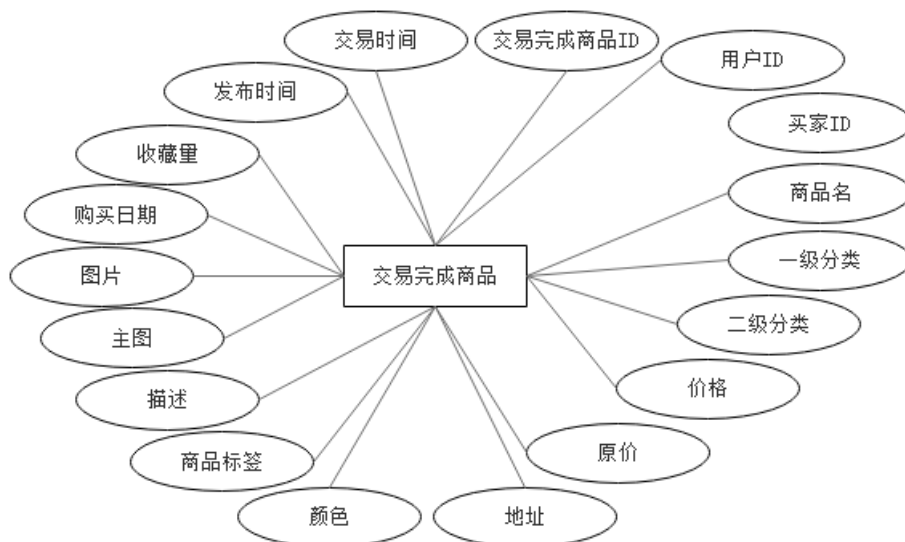 交易时间
交易完成商品ID
用户ID
发布时间
买家ID
收藏量
商品名
购买日期
一级分类
图片
交易完成商品
二级分类
主图
价格
描述
原价
商品标签
颜色
地址